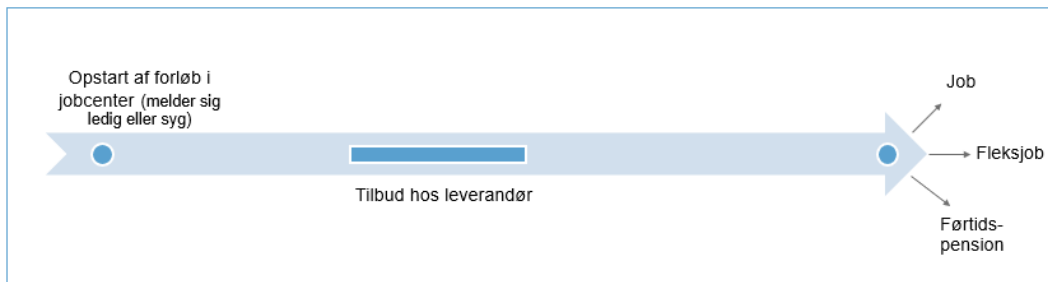 Opstart af forløb i
jobcenter (melder sig
ledig eller syg)
Tilbud hos leverandør
Job
Fleksjob
Førtids-
pension